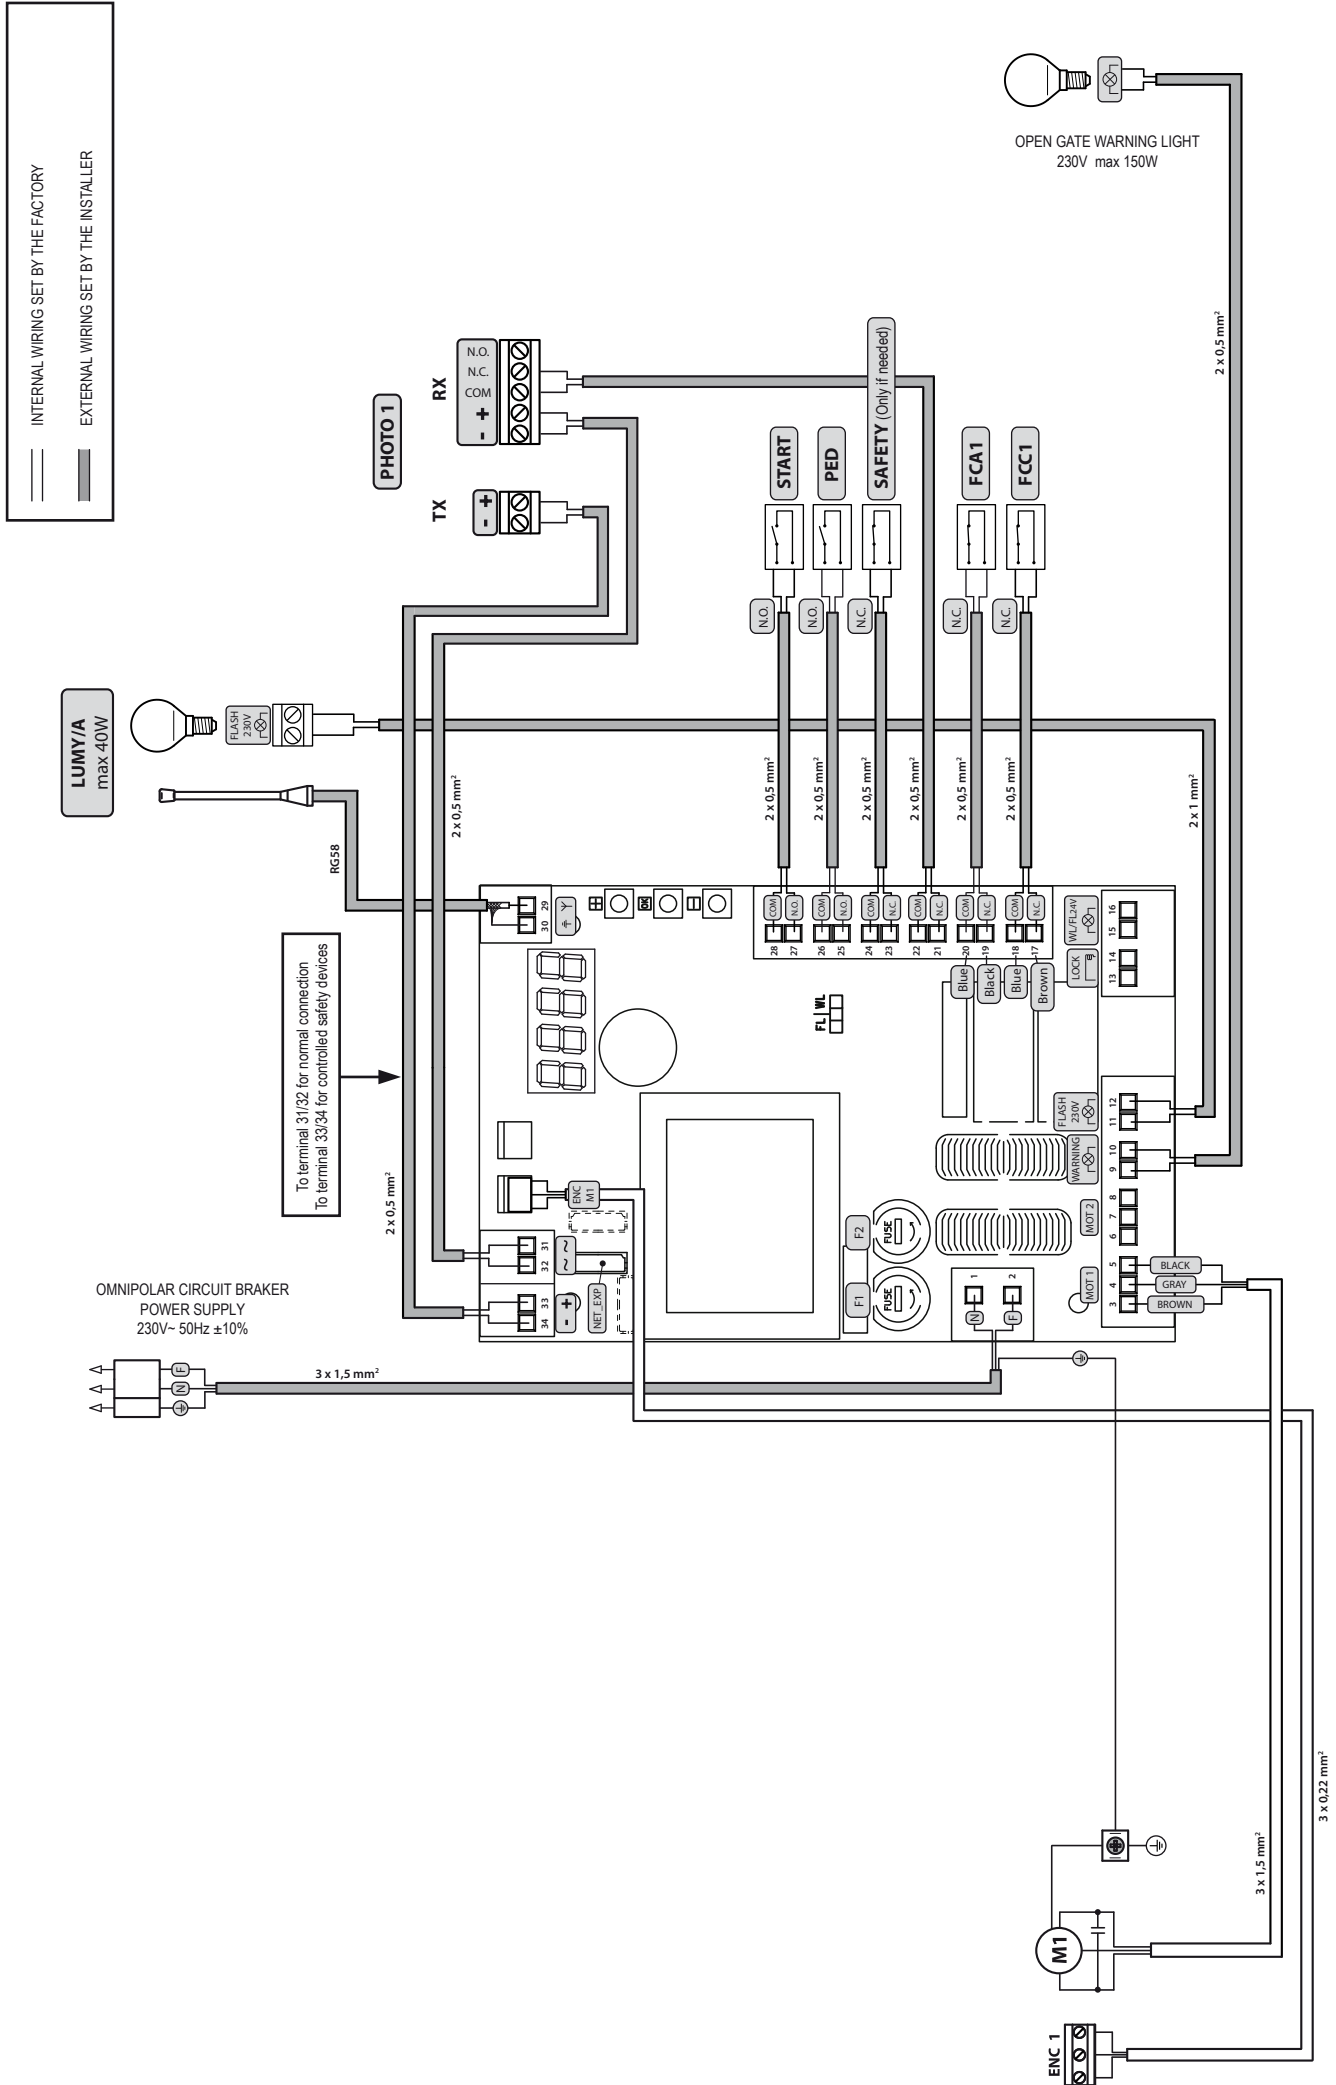 INTERNAL WIRING SET BY THE FACTORY
EXTERNAL WIRING SET BY THE INSTALLER
OPEN GATE WARNING LIGHT
230V max 150W
2 x 0,5 mm²
PHOTO 1
RX
N.O.
N.C.
COM
- +
TX
- +
LUMY/A
max 40W
FLASH
230V
RG58
2 x 0,5 mm²
To terminal 31/32 for normal connection
To terminal 33/34 for controlled safety devices
2 x 0,5 mm²
OMNIPOLAR CIRCUIT BRAKER
POWER SUPPLY
230V~ 50Hz ±10%
F
N
3 x 1,5 mm²
START
PED
SAFETY (Only if needed)
FCA1
FCC1
N.O.
N.O.
N.C.
N.C.
N.C.
2 x 0,5 mm²
2 x 0,5 mm²
2 x 0,5 mm²
2 x 0,5 mm²
2 x 0,5 mm²
2 x 0,5 mm²
2 x 1 mm²
29
30
OK
COM
N.O.
COM
N.O.
COM
N.C.
COM
N.C.
COM
N.C.
COM
N.C.
28
27
26
25
24
23
22
21
20
19
18
17
Blue
Black
Blue
Brown
WL/FL24V
LOCK
16
15
14
13
FL WL
ENC
M1
31
32
33
34
~ ~
- +
NET_EXP
F2
FUSE
F1
FUSE
1
2
N
F
FLASH
230V
WARNING
MOT 2
MOT 1
12
11
10
9
8
7
6
5
4
3
BLACK
GRAY
BROWN
M1
ENC 1
3 x 1,5 mm²
3 x 0,22 mm²